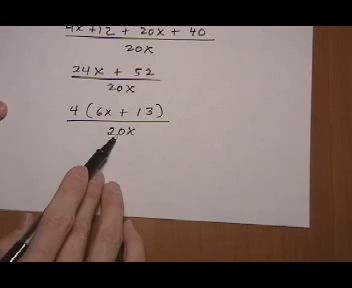 4x +12 + 20x + 40
20x
24x + 52
20x
4 (6x + 13)
20x